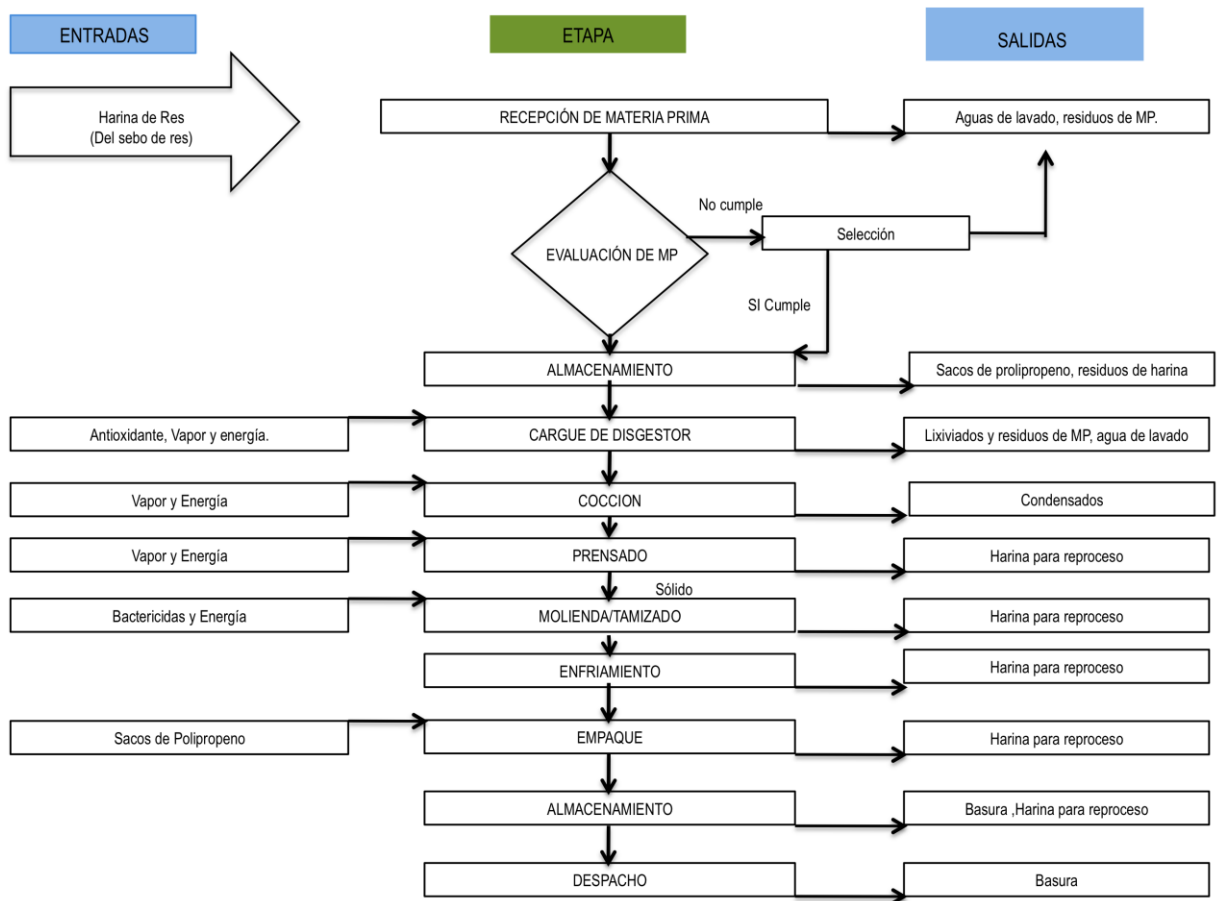 ENTRADAS
ETAPA
SALIDAS
Harina de Res
(Del sebo de res)
RECEPCIÓN DE MATERIA PRIMA
Aguas de lavado, residuos de MP.
No cumple
Selección
EVALUACIÓN DE MP
SI Cumple
ALMACENAMIENTO
Sacos de prolipropeno, residuos de harina
Antioxidante, Vapor y energía.
CARGUE DE DISGESTOR
Lixiviados y residuos de MP, agua de lavado
Vapor y Energía
COCCION
Condensados
Vapor y Energía
PRENSADO
Harina para reproceso
Sólido
Bactericidas y Energía
MOLIENDA/TAMIZADO
Harina para reproceso
ENFRIAMIENTO
Harina para reproceso
Sacos de Polipropeno
EMPAQUE
Harina para reproceso
ALMACENAMIENTO
Basura ,Harina para reproceso
DESPACHO
Basura